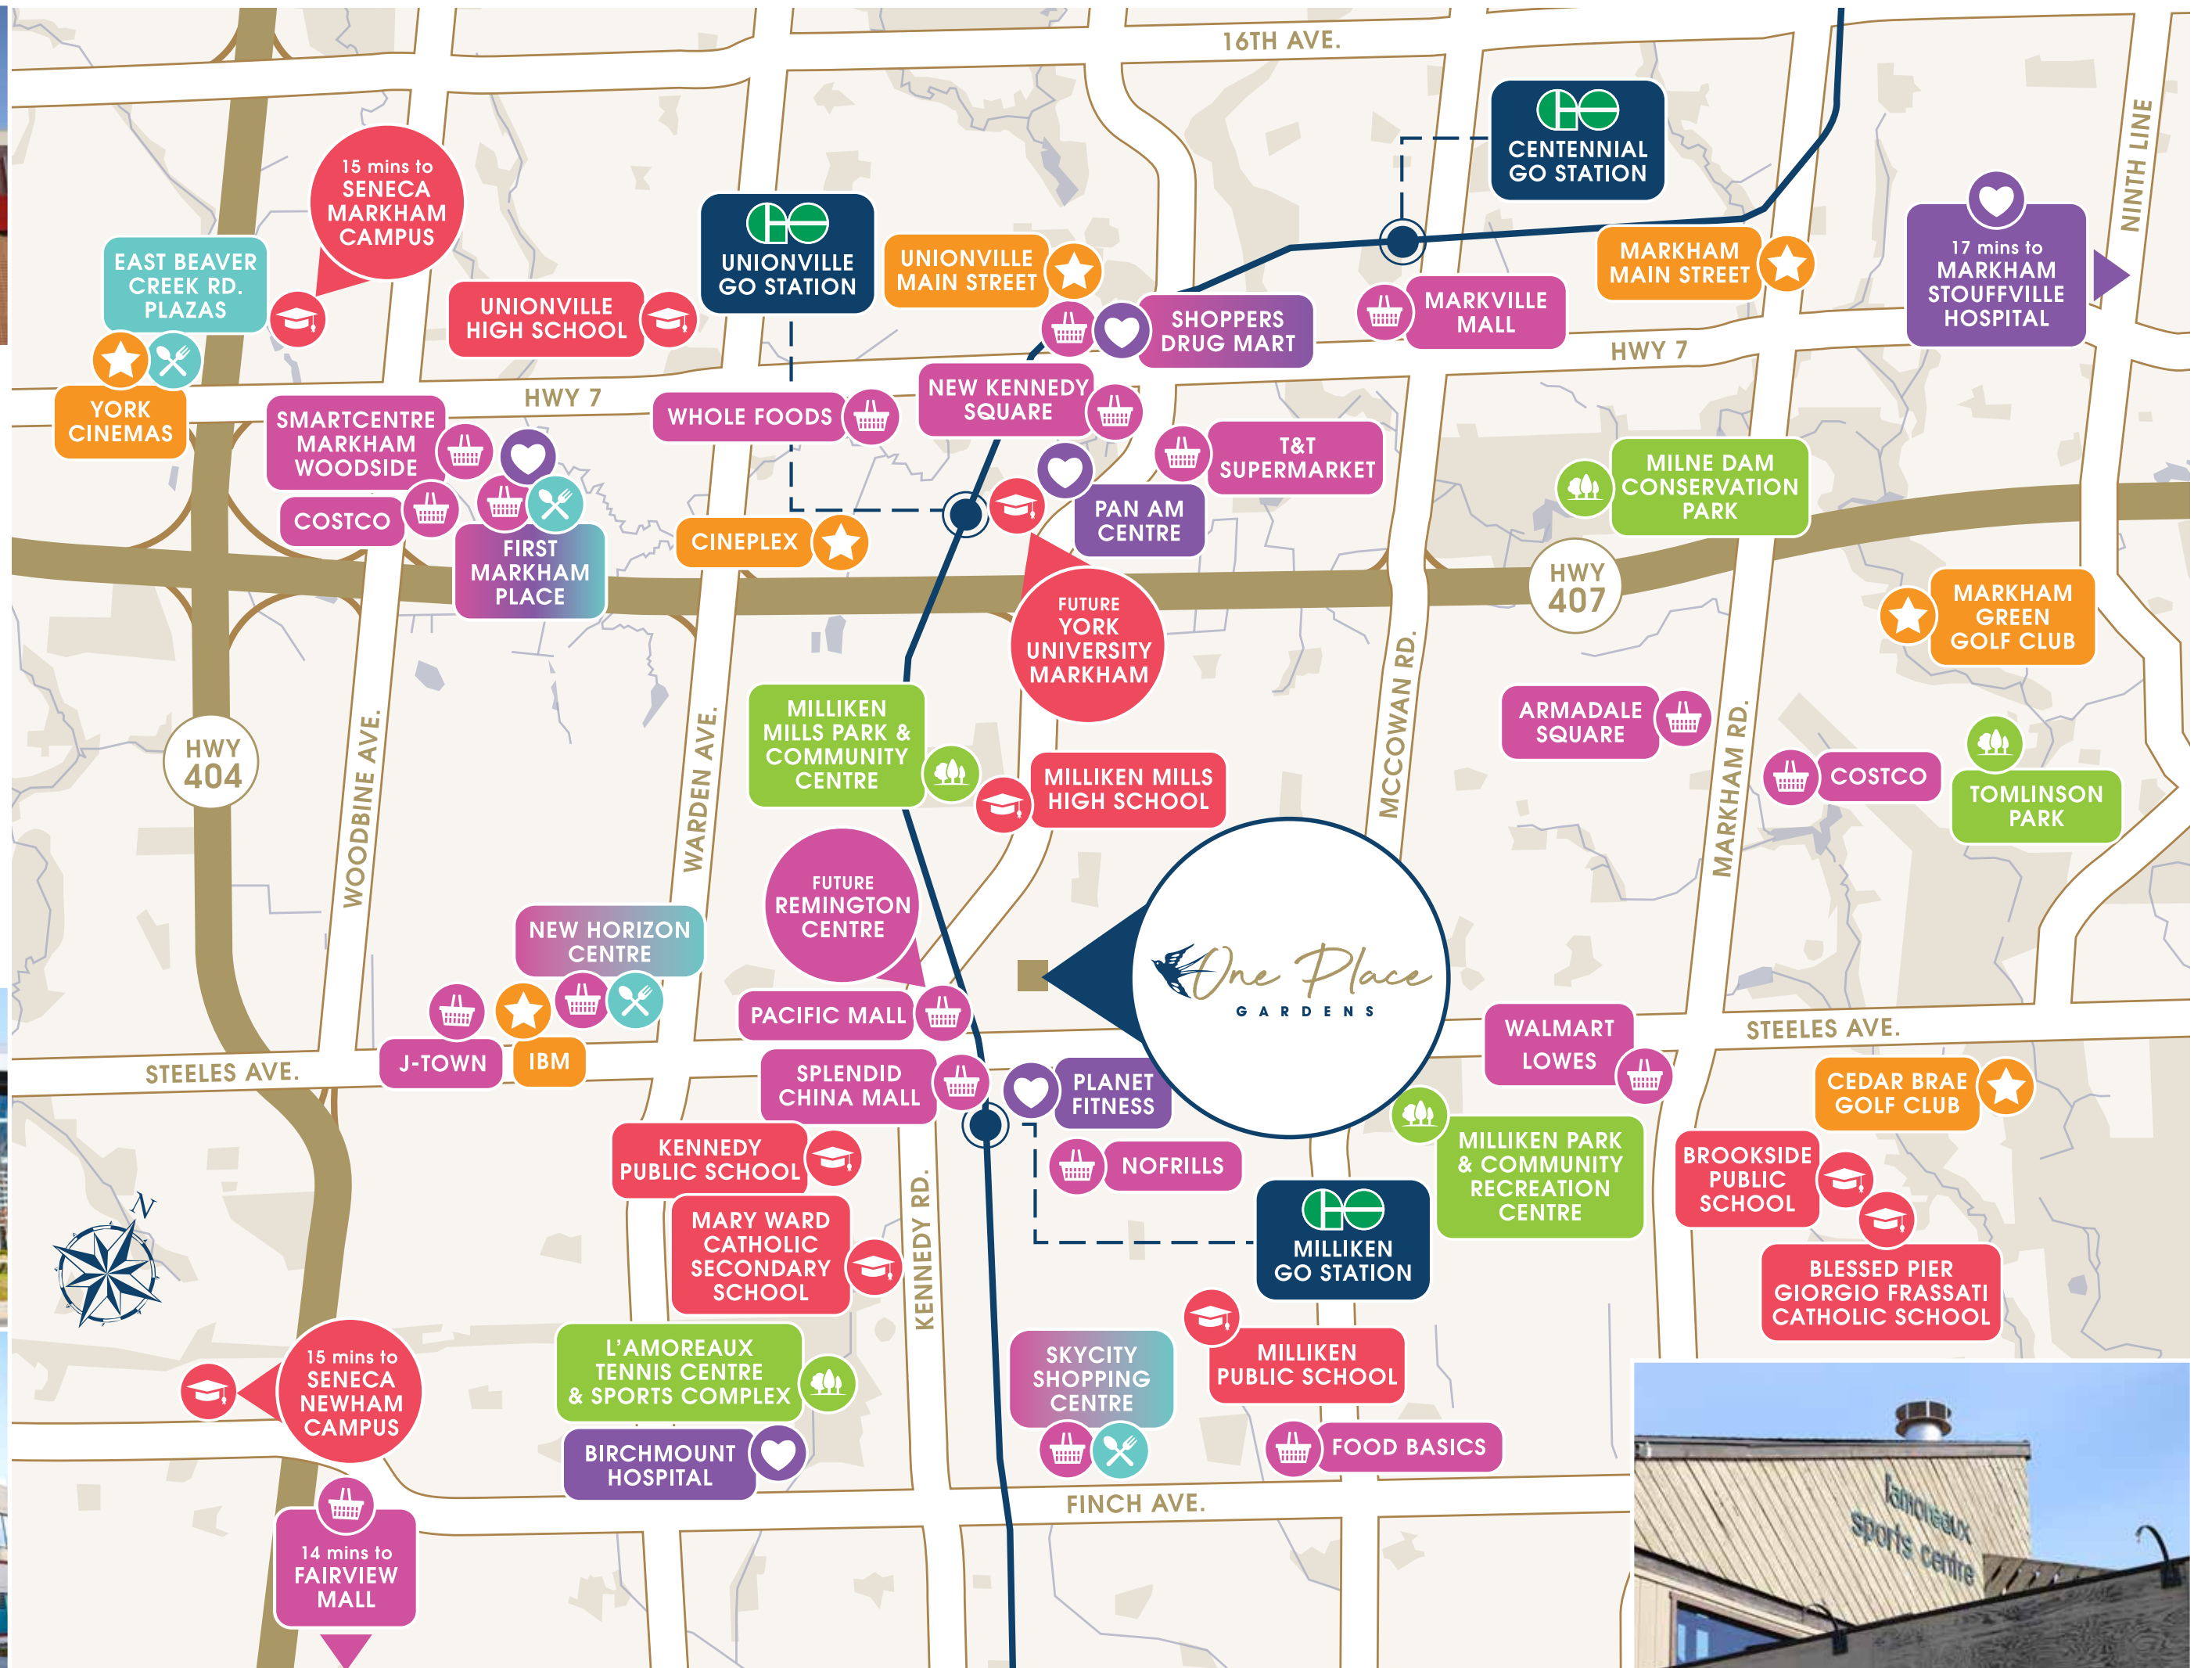 16TH AVE.
CENTENNIAL
GO STATION
NINTH LINE
15 mins to
SENECA
MARKHAM
CAMPUS
UNIONVILLE
GO STATION
UNIONVILLE
MAIN STREET
MARKHAM
MAIN STREET
17 mins to
MARKHAM
STOUFFVILLE
HOSPITAL
EAST BEAVER
CREEK RD.
PLAZAS
UNIONVILLE
HIGH SCHOOL
SHOPPERS
DRUG MART
MARKVILLE
MALL
HWY 7
YORK
CINEMAS
HWY 7
SMARTCENTRE
MARKHAM
WOODSIDE
WHOLE FOODS
NEW KENNEDY
SQUARE
T&T
SUPERMARKET
MILNE DAM
CONSERVATION
PARK
COSTCO
FIRST
MARKHAM
PLACE
CINEPLEX
PAN AM
CENTRE
HWY
407
FUTURE
YORK
UNIVERSITY
MARKHAM
MARKHAM
GREEN
GOLF CLUB
HWY
404
WOODBINE AVE.
WARDEN AVE.
MILLIKEN
MILLS PARK &
COMMUNITY
CENTRE
MILLIKEN MILLS
HIGH SCHOOL
MCCOWAN RD.
ARMADALE
SQUARE
MARKHAM RD.
COSTCO
TOMLINSON
PARK
FUTURE
REMINGTON
CENTRE
NEW HORIZON
CENTRE
One Place
GARDENS
PACIFIC MALL
J-TOWN
IBM
STEELES AVE.
WALMART
LOWES
STEELES AVE.
SPLENDID
CHINA MALL
PLANET
FITNESS
CEDAR BRAE
GOLF CLUB
KENNEDY
PUBLIC SCHOOL
NOFRILLS
MILLIKEN PARK
& COMMUNITY
RECREATION
CENTRE
BROOKSIDE
PUBLIC
SCHOOL
N
MARY WARD
CATHOLIC
SECONDARY
SCHOOL
KENNEDY RD.
MILLIKEN
GO STATION
BLESSED PIER
GIORGIO FRASSATI
CATHOLIC SCHOOL
15 mins to
SENECA
NEWHAM
CAMPUS
L'AMOREAUX
TENNIS CENTRE
& SPORTS COMPLEX
SKYCITY
SHOPPING
CENTRE
MILLIKEN
PUBLIC SCHOOL
BIRCHMOUNT
HOSPITAL
FOOD BASICS
FINCH AVE.
14 mins to
FAIRVIEW
MALL
lamoreaux
sports centre